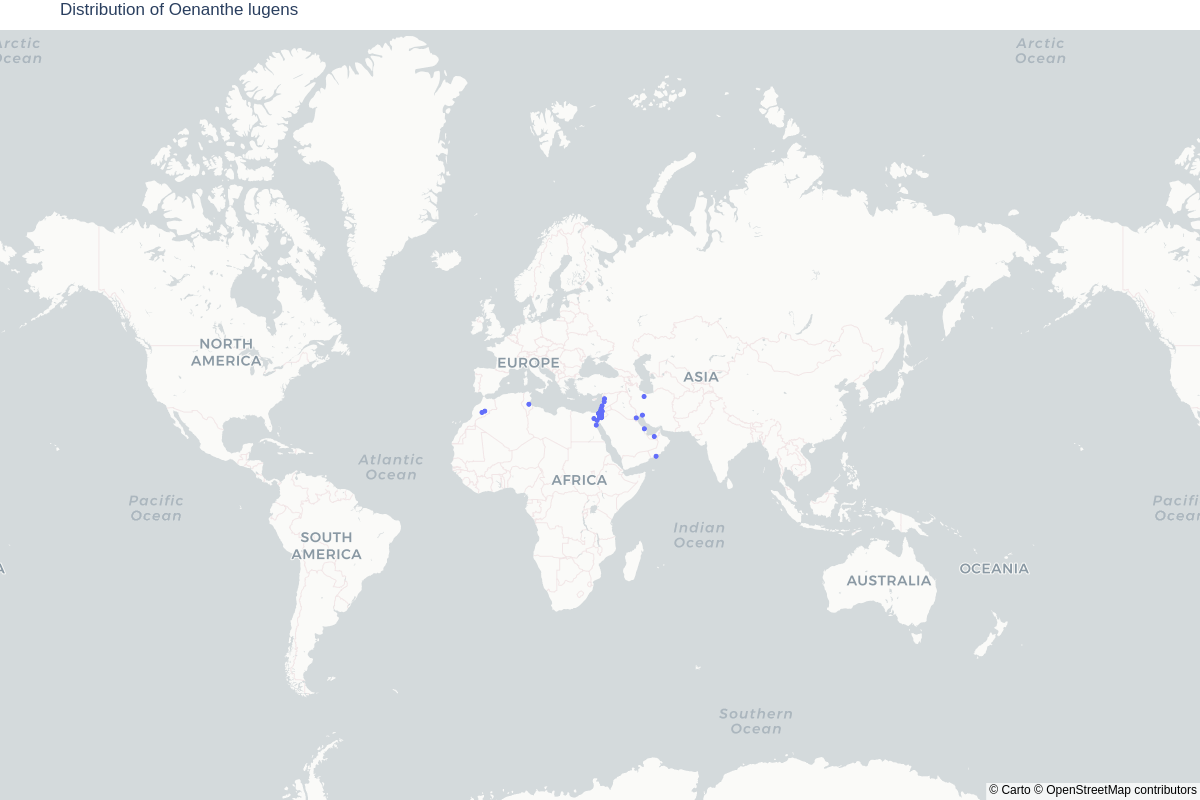 Distribution of Oenanthe lugens
Arctic
Ocean
Arctic
Ocean
NORTH
AMERICA
EUROPE
ASIA
Atlantic
Ocean
AFRICA
Pacific
Ocean
Pacifi
Ocean
Indian
Ocean
SOUTH
AMERICA
A
AUSTRALIA
OCEANIA
Southern
Ocean
© Carto © OpenStreetMap contributors